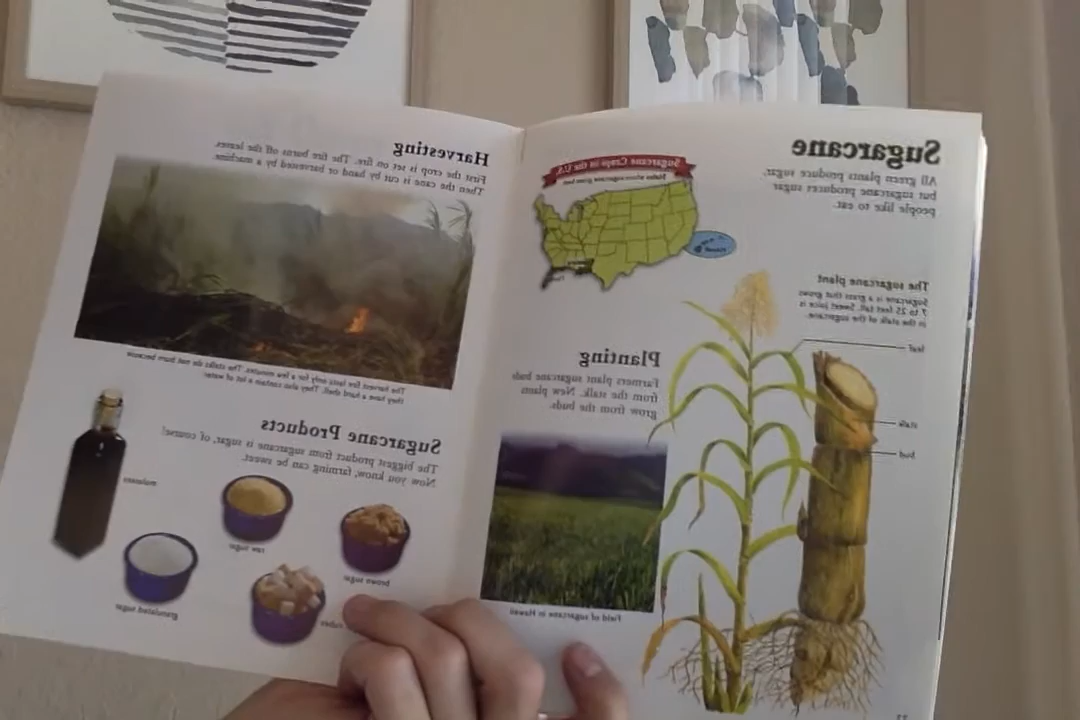 Sugarcane
All green plants produce sugar,
but sugarcane produces sugar
people like to eat.
Sugarcane Crops in the U.S.
States where sugarcane grows best
Hawaii
The sugarcane plant
Sugarcane is a grass that grows
7 to 25 feet tall. Sweet juice is
in the stalk of the sugarcane.
leaf
stalk
bud
Planting
Farmers plant sugarcane buds
from the stalk. New plants
grow from the buds.
Field of sugarcane in Hawaii
Harvesting
First the crop is set on fire. The fire burns off the leaves.
Then the cane is cut by hand or harvested by a machine.
The harvest fire lasts only for a few minutes. The stalks do not burn because
they have a hard shell. They also contain a lot of water.
Sugarcane Products
The biggest product from sugarcane is sugar, of course!
Now you know, farming can be sweet.
molasses
raw sugar
brown sugar
granulated sugar
cubes